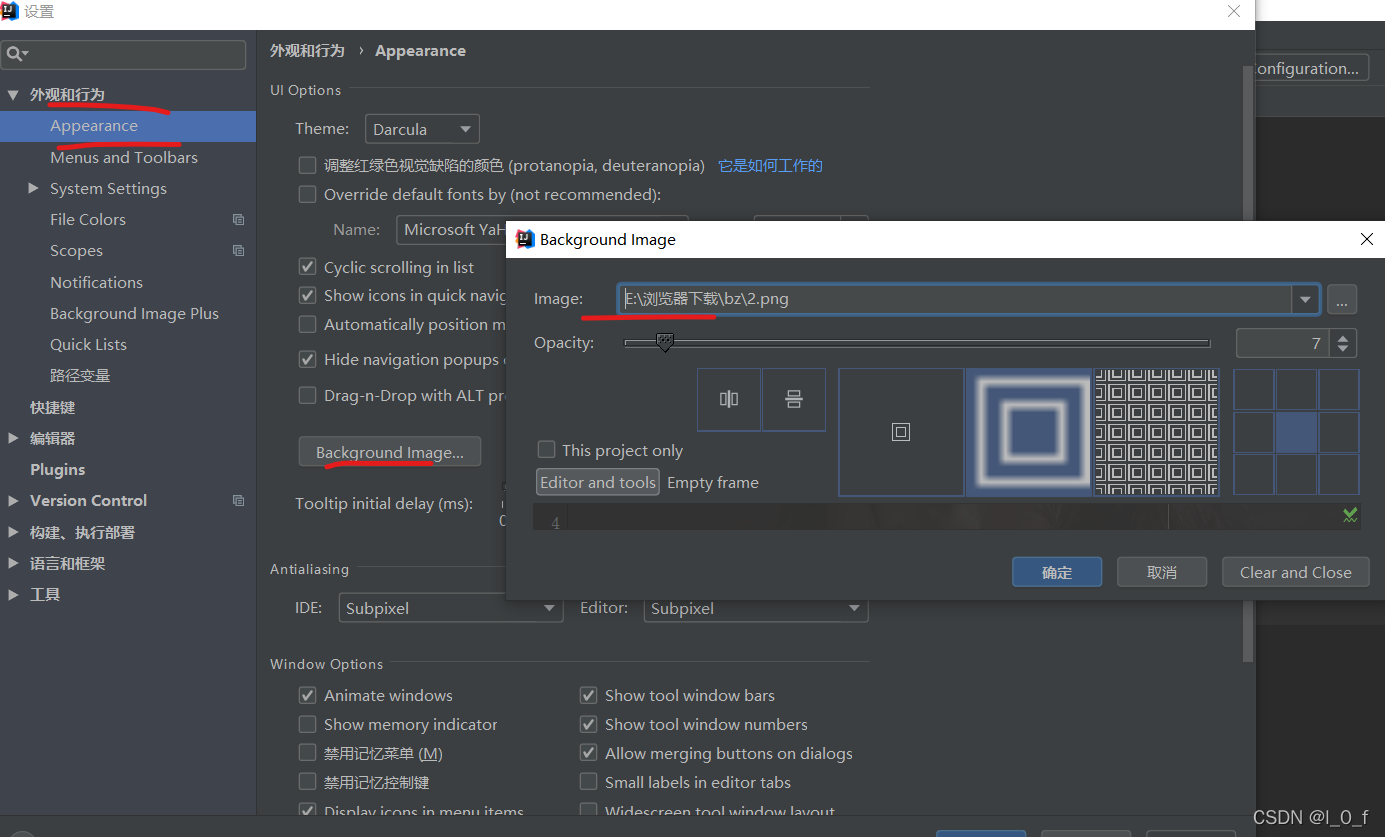 设置
外观和行为
Appearance
Menus and Toolbars
System Settings
File Colors
Scopes
Notifications
Background Image Plus
Quick Lists
路径变量
快捷键
编辑器
Plugins
Version Control
构建、执行部署
语言和框架
工具
外观和行为 › Appearance
UI Options
Theme: Darcula
调整红绿色视觉缺陷的颜色 (protanopia, deuteranopia) 它是如何工作的
Override default fonts by (not recommended):
Name: Microsoft YaH
Cyclic scrolling in list
Show icons in quick navig
Automatically position m
Hide navigation popups
Drag-n-Drop with ALT pr
Background Image...
Tooltip initial delay (ms):
0
Antialiasing
IDE: Subpixel Editor: Subpixel
Window Options
Animate windows
Show tool window bars
Show memory indicator
Show tool window numbers
禁用记忆菜单 (M)
Allow merging buttons on dialogs
禁用记忆控制键
Small labels in editor tabs
Display icons in menu items
Widescreen tool window layout
onfiguration...
Background Image
Image: E:\浏览器下载\bz\2.png
...
Opacity: 7
This project only
Editor and tools Empty frame
4
确定 取消 Clear and Close
CSDN @l_0_f